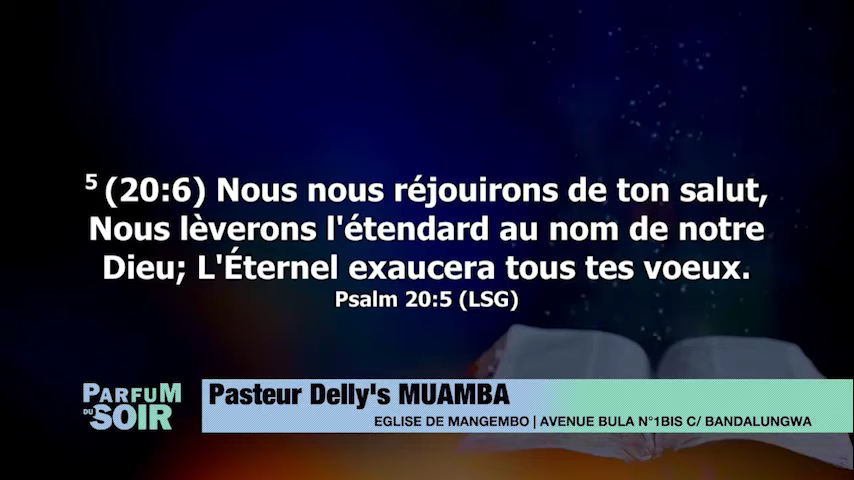 5 (20:6) Nous nous réjouirons de ton salut,
Nous lèverons l'étendard au nom de notre
Dieu; L'Éternel exaucera tous tes voeux.
Psalm 20:5 (LSG)
PARFUM
DU SOIR
Pasteur Delly's MUAMBA
EGLISE DE MANGEMBO | AVENUE BULA N°1BIS C/ BANDALUNGWA